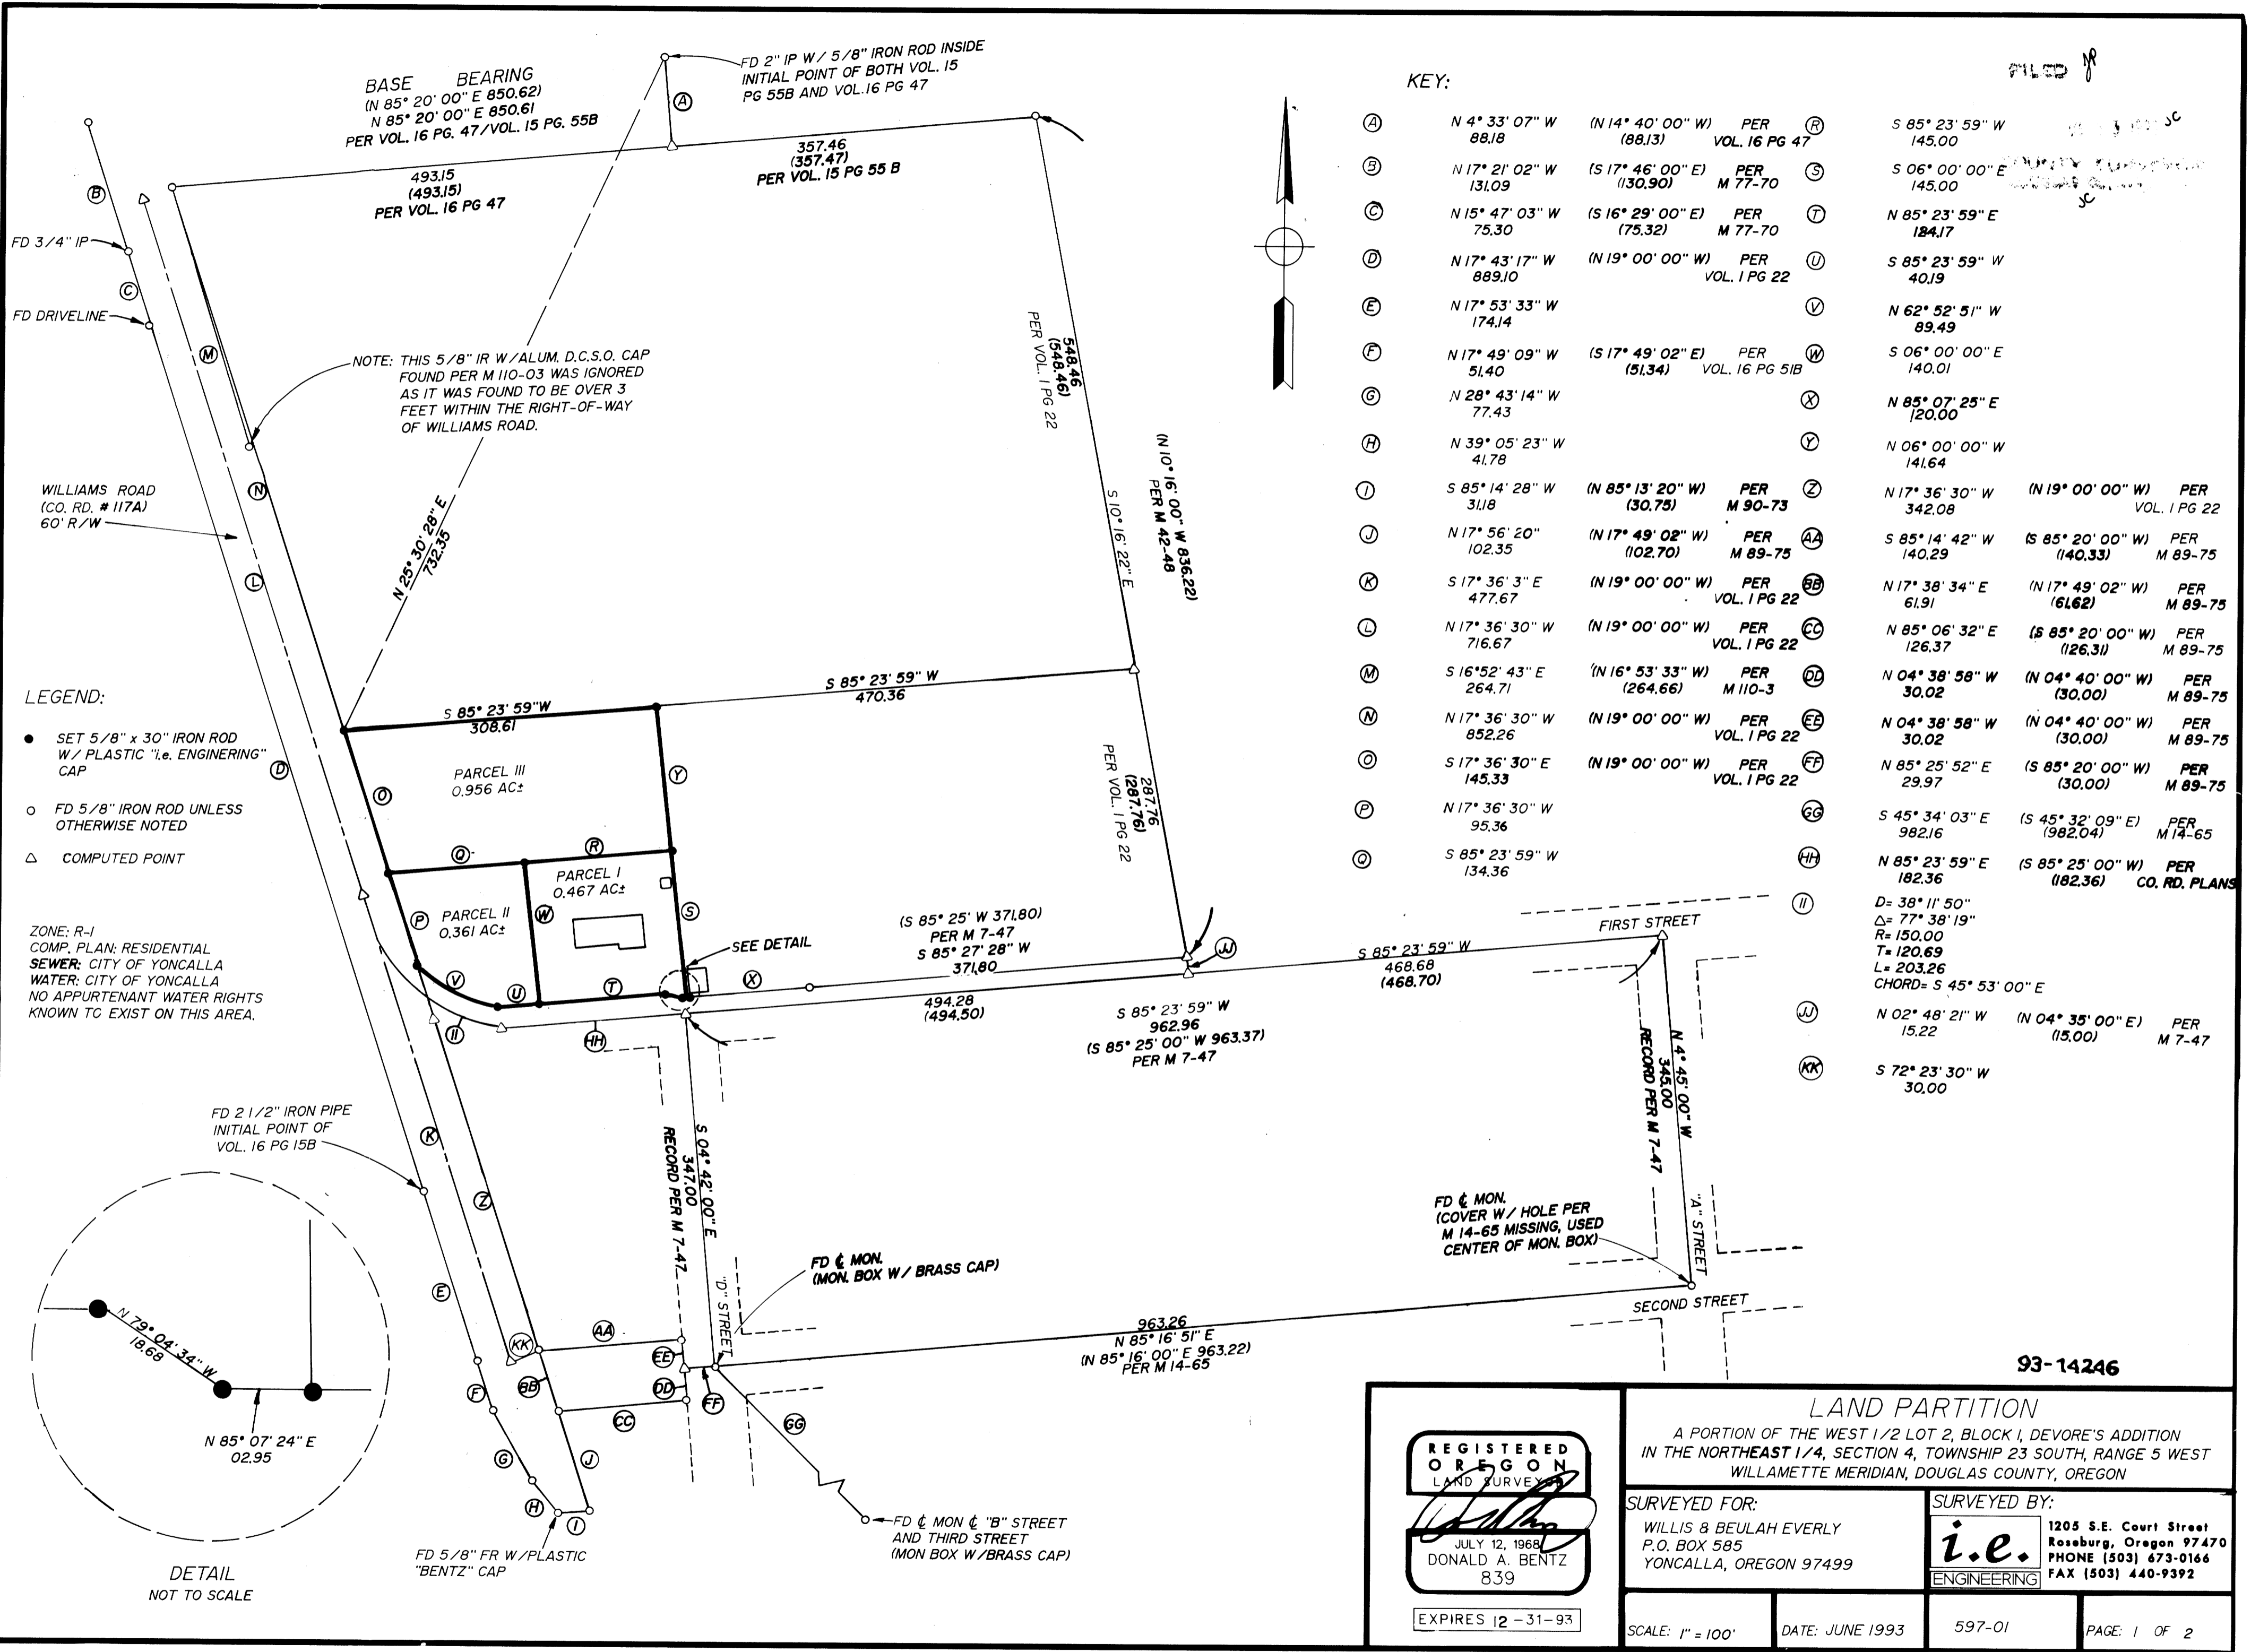 FILED
BASE BEARING
(N 85° 20' 00" E 850.62)
N 85° 20' 00" E 850.61
PER VOL. 16 PG. 47/VOL. 15 PG. 55B
FD 2" IP W/ 5/8" IRON ROD INSIDE
INITIAL POINT OF BOTH VOL. 15
PG 55B AND VOL.16 PG 47
A
357.46
(357.47)
PER VOL. 15 PG 55 B
493.15
(493.15)
PER VOL. 16 PG 47
B
FD 3/4" IP
C
FD DRIVELINE
M
NOTE: THIS 5/8" IR W/ALUM. D.C.S.O. CAP
FOUND PER M 110-03 WAS IGNORED
AS IT WAS FOUND TO BE OVER 3
FEET WITHIN THE RIGHT-OF-WAY
OF WILLIAMS ROAD.
548.46
(548.46)
PER VOL. 1 PG 22
S 10° 16' 22" E
(N 10° 16' 00" W 836.22)
PER M 42-48
WILLIAMS ROAD
(CO. RD. # 117A)
60' R/W
N
L
N 25° 30' 28" E
732.35
S 85° 23' 59" W
470.36
S 85° 23' 59"W
308.61
LEGEND:
SET 5/8" x 30" IRON ROD
W/ PLASTIC "i.e. ENGINERING"
CAP
FD 5/8" IRON ROD UNLESS
OTHERWISE NOTED
COMPUTED POINT
D
O
PARCEL III
0.956 AC±
Y
287.76
(287.76)
PER VOL. 1 PG 22
Q
R
PARCEL I
0.467 AC±
P
PARCEL II
0.361 AC±
W
S
ZONE: R-1
COMP. PLAN: RESIDENTIAL
SEWER: CITY OF YONCALLA
WATER: CITY OF YONCALLA
NO APPURTENANT WATER RIGHTS
KNOWN TO EXIST ON THIS AREA.
SEE DETAIL
(S 85° 25' W 371.80)
PER M 7-47
S 85° 27' 28" W
371.80
JJ
FIRST STREET
S 85° 23' 59" W
468.68
(468.70)
V
U
T
X
II
HH
494.28
(494.50)
S 85° 23' 59" W
962.96
(S 85° 25' 00" W 963.37)
PER M 7-47
N 4° 45' 00" W
345.00
RECORD PER M 7-47
"A" STREET
S 04° 42' 00" E
347.00
RECORD PER M 7-47
"D" STREET
FD 2 1/2" IRON PIPE
INITIAL POINT OF
VOL. 16 PG 15B
K
Z
E
FD ℄ MON.
(MON. BOX W/ BRASS CAP)
FD ℄ MON.
(COVER W/ HOLE PER
M 14-65 MISSING, USED
CENTER OF MON. BOX)
SECOND STREET
963.26
N 85° 16' 51" E
(N 85° 16' 00" E 963.22)
PER M 14-65
KK
AA
EE
DD
FF
BB
CC
GG
F
G
H
I
J
FD 5/8" FR W/PLASTIC
"BENTZ" CAP
FD ℄ MON ℄ "B" STREET
AND THIRD STREET
(MON BOX W/BRASS CAP)
N 79° 04' 34" W
18.68
N 85° 07' 24" E
02.95
DETAIL
NOT TO SCALE
KEY:
A N 4° 33' 07" W (N 14° 40' 00" W) PER
88.18 (88.13) VOL. 16 PG 47
B N 17° 21' 02" W (S 17° 46' 00" E) PER
131.09 (130.90) M 77-70
C N 15° 47' 03" W (S 16° 29' 00" E) PER
75.30 (75.32) M 77-70
D N 17° 43' 17" W (N 19° 00' 00" W) PER
889.10 VOL. 1 PG 22
E N 17° 53' 33" W
174.14
F N 17° 49' 09" W (S 17° 49' 02" E) PER
51.40 (51.34) VOL. 16 PG 51B
G N 28° 43' 14" W
77.43
H N 39° 05' 23" W
41.78
I S 85° 14' 28" W (N 85° 13' 20" W) PER
31.18 (30.75) M 90-73
J N 17° 56' 20" (N 17° 49' 02" W) PER
102.35 (102.70) M 89-75
K S 17° 36' 3" E (N 19° 00' 00" W) PER
477.67 VOL. 1 PG 22
L N 17° 36' 30" W (N 19° 00' 00" W) PER
716.67 VOL. 1 PG 22
M S 16°52' 43" E (N 16° 53' 33" W) PER
264.71 (264.66) M 110-3
N N 17° 36' 30" W (N 19° 00' 00" W) PER
852.26 VOL. 1 PG 22
O S 17° 36' 30" E (N 19° 00' 00" W) PER
145.33 VOL. 1 PG 22
P N 17° 36' 30" W
95.36
Q S 85° 23' 59" W
134.36
R S 85° 23' 59" W
145.00
S S 06° 00' 00" E
145.00
T N 85° 23' 59" E
124.17
U S 85° 23' 59" W
40.19
V N 62° 52' 51" W
89.49
W S 06° 00' 00" E
140.01
X N 85° 07' 25" E
120.00
Y N 06° 00' 00" W
141.64
Z N 17° 36' 30" W (N 19° 00' 00" W) PER
342.08 VOL. 1 PG 22
AA S 85° 14' 42" W (S 85° 20' 00" W) PER
140.29 (140.33) M 89-75
BB N 17° 38' 34" E (N 17° 49' 02" W) PER
61.91 (61.62) M 89-75
CC N 85° 06' 32" E (S 85° 20' 00" W) PER
126.37 (126.31) M 89-75
DD N 04° 38' 58" W (N 04° 40' 00" W) PER
30.02 (30.00) M 89-75
EE N 04° 38' 58" W (N 04° 40' 00" W) PER
30.02 (30.00) M 89-75
FF N 85° 25' 52" E (S 85° 20' 00" W) PER
29.97 (30.00) M 89-75
GG S 45° 34' 03" E (S 45° 32' 09" E) PER
982.16 (982.04) M 14-65
HH N 85° 23' 59" E (S 85° 25' 00" W) PER
182.36 (182.36) CO. RD. PLANS
II D= 38° 11' 50"
△= 77° 38' 19"
R= 150.00
T= 120.69
L= 203.26
CHORD= S 45° 53' 00" E
JJ N 02° 48' 21" W (N 04° 35' 00" E) PER
15.22 (15.00) M 7-47
KK S 72° 23' 30" W
30.00
93-14246
REGISTERED
OREGON
LAND SURVEYOR
JULY 12, 1968
DONALD A. BENTZ
839
EXPIRES 12-31-93
LAND PARTITION
A PORTION OF THE WEST 1/2 LOT 2, BLOCK 1, DEVORE'S ADDITION
IN THE NORTHEAST 1/4, SECTION 4, TOWNSHIP 23 SOUTH, RANGE 5 WEST
WILLAMETTE MERIDIAN, DOUGLAS COUNTY, OREGON
SURVEYED FOR:
WILLIS & BEULAH EVERLY
P.O. BOX 585
YONCALLA, OREGON 97499
SURVEYED BY:
i.e.
ENGINEERING
1205 S.E. Court Street
Roseburg, Oregon 97470
PHONE (503) 673-0166
FAX (503) 440-9392
SCALE: 1" = 100'
DATE: JUNE 1993
597-01
PAGE: 1 OF 2